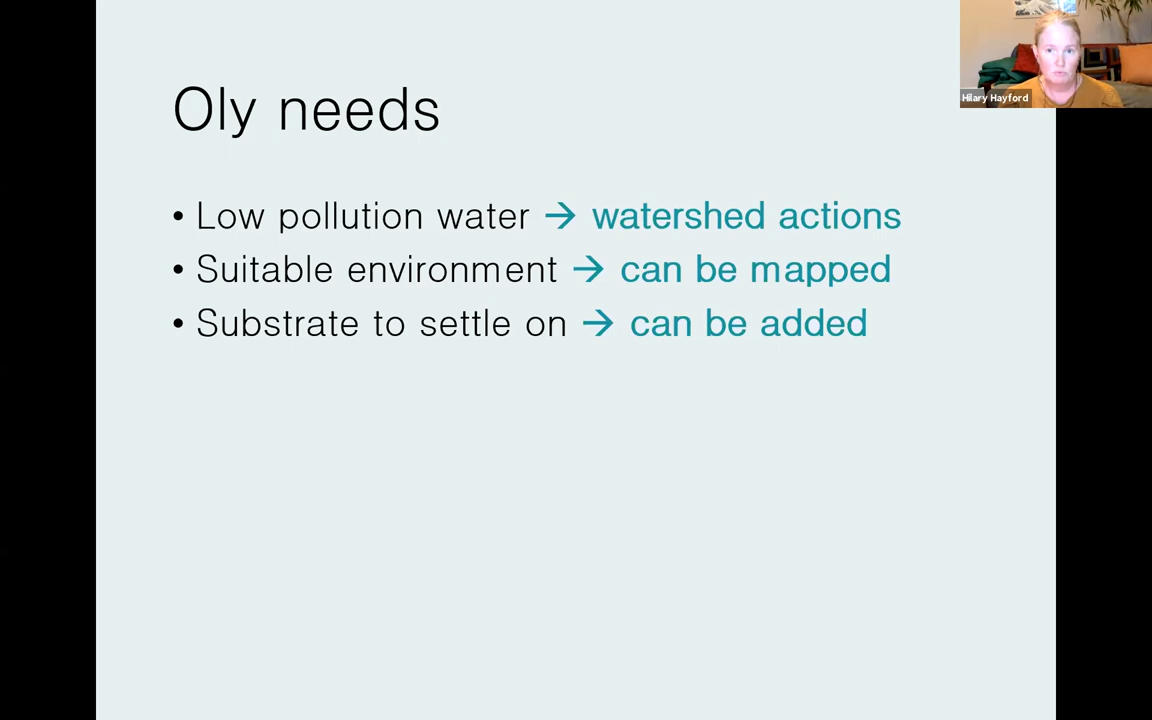 Oly needs
• Low pollution water → watershed actions
• Suitable environment → can be mapped
• Substrate to settle on → can be added
Hilary Hayford